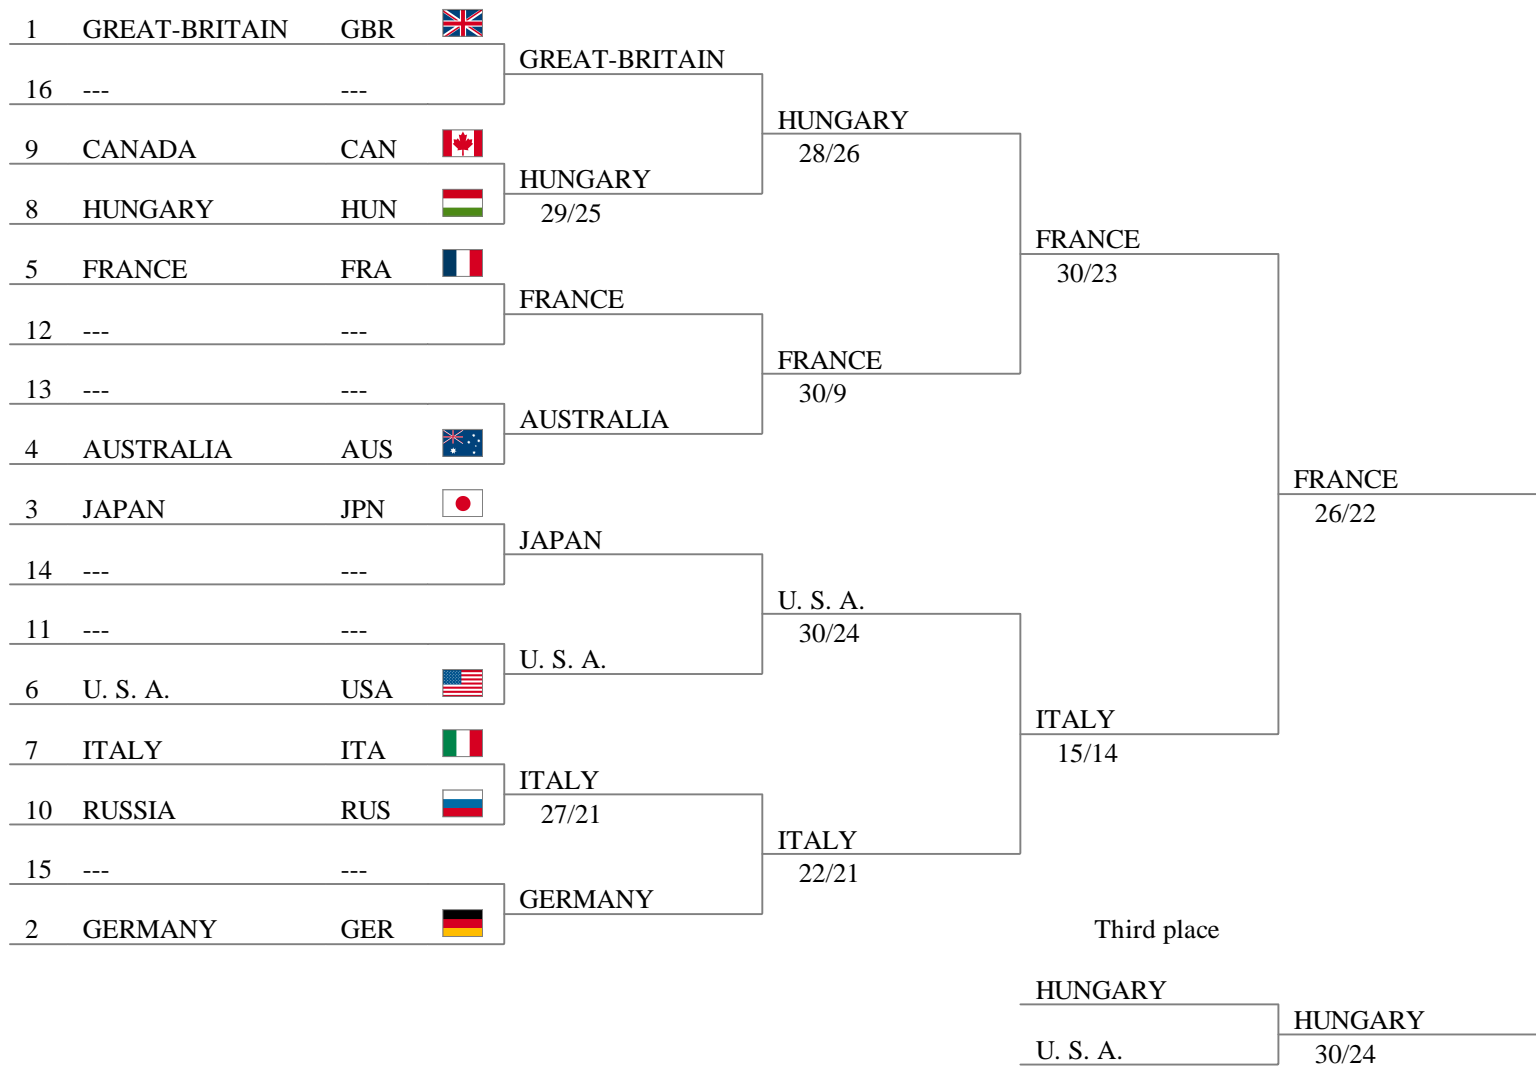 1 GREAT-BRITAIN GBR
GREAT-BRITAIN
16 --- ---
HUNGARY
28/26
9 CANADA CAN
HUNGARY
29/25
8 HUNGARY HUN
FRANCE
30/23
5 FRANCE FRA
FRANCE
12 --- ---
FRANCE
30/9
13 --- ---
AUSTRALIA
4 AUSTRALIA AUS
FRANCE
26/22
3 JAPAN JPN
JAPAN
14 --- ---
U. S. A.
30/24
11 --- ---
U. S. A.
6 U. S. A. USA
ITALY
15/14
7 ITALY ITA
ITALY
27/21
10 RUSSIA RUS
ITALY
22/21
15 --- ---
GERMANY
2 GERMANY GER
Third place
HUNGARY
HUNGARY
30/24
U. S. A.